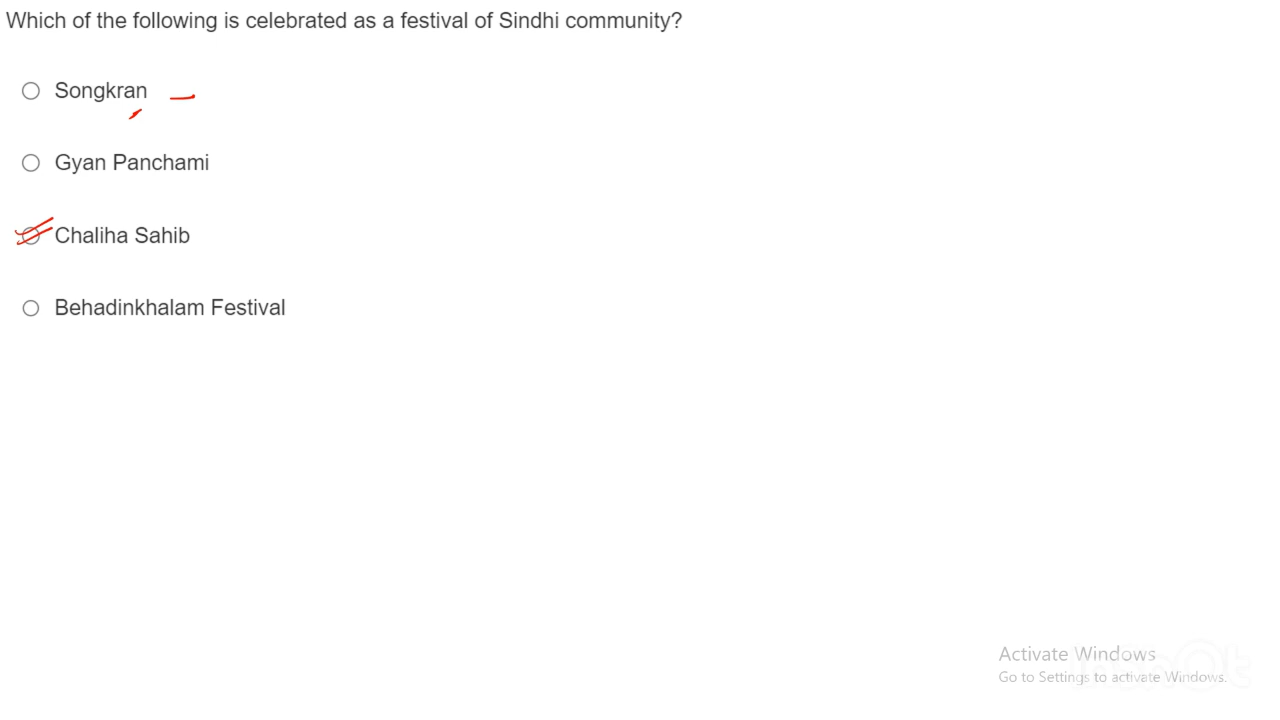 Which of the following is celebrated as a festival of Sindhi community?
Songkran
Gyan Panchami
Chaliha Sahib
Behadinkhalam Festival
Activate Windows
Go to Settings to activate Windows.